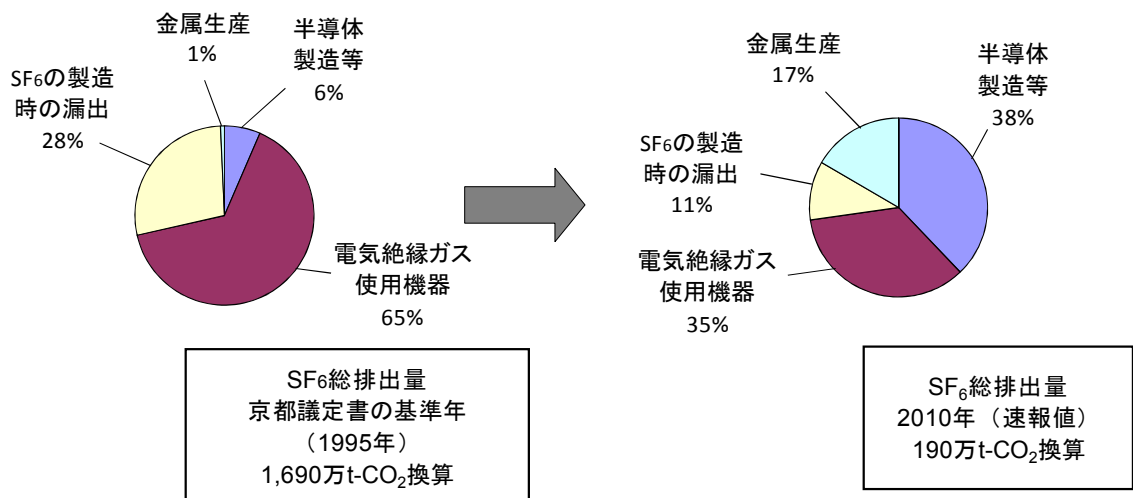 金属生産
1%
半導体
製造等
6%
SF6の製造
時の漏出
28%
電気絶縁ガス
使用機器
65%
SF6総排出量
京都議定書の基準年
（1995年）
1,690万t-CO₂換算
金属生産
17%
半導体
製造等
38%
SF₆の製造
時の漏出
11%
電気絶縁ガス
使用機器
35%
SF₆総排出量
2010年（速報値）
190万t-CO₂換算